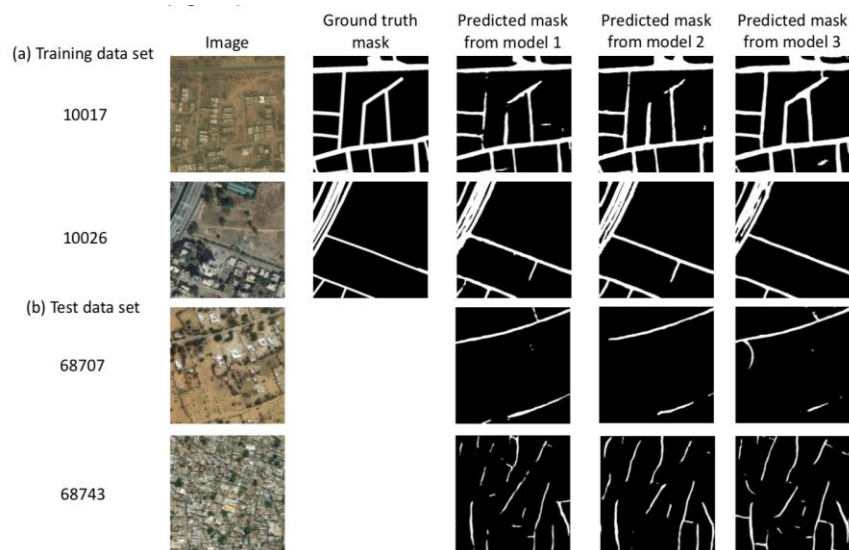 Image
Ground truth
mask
Predicted mask
from model 1
Predicted mask
from model 2
Predicted mask
from model 3
(a) Training data set
10017
10026
(b) Test data set
68707
68743